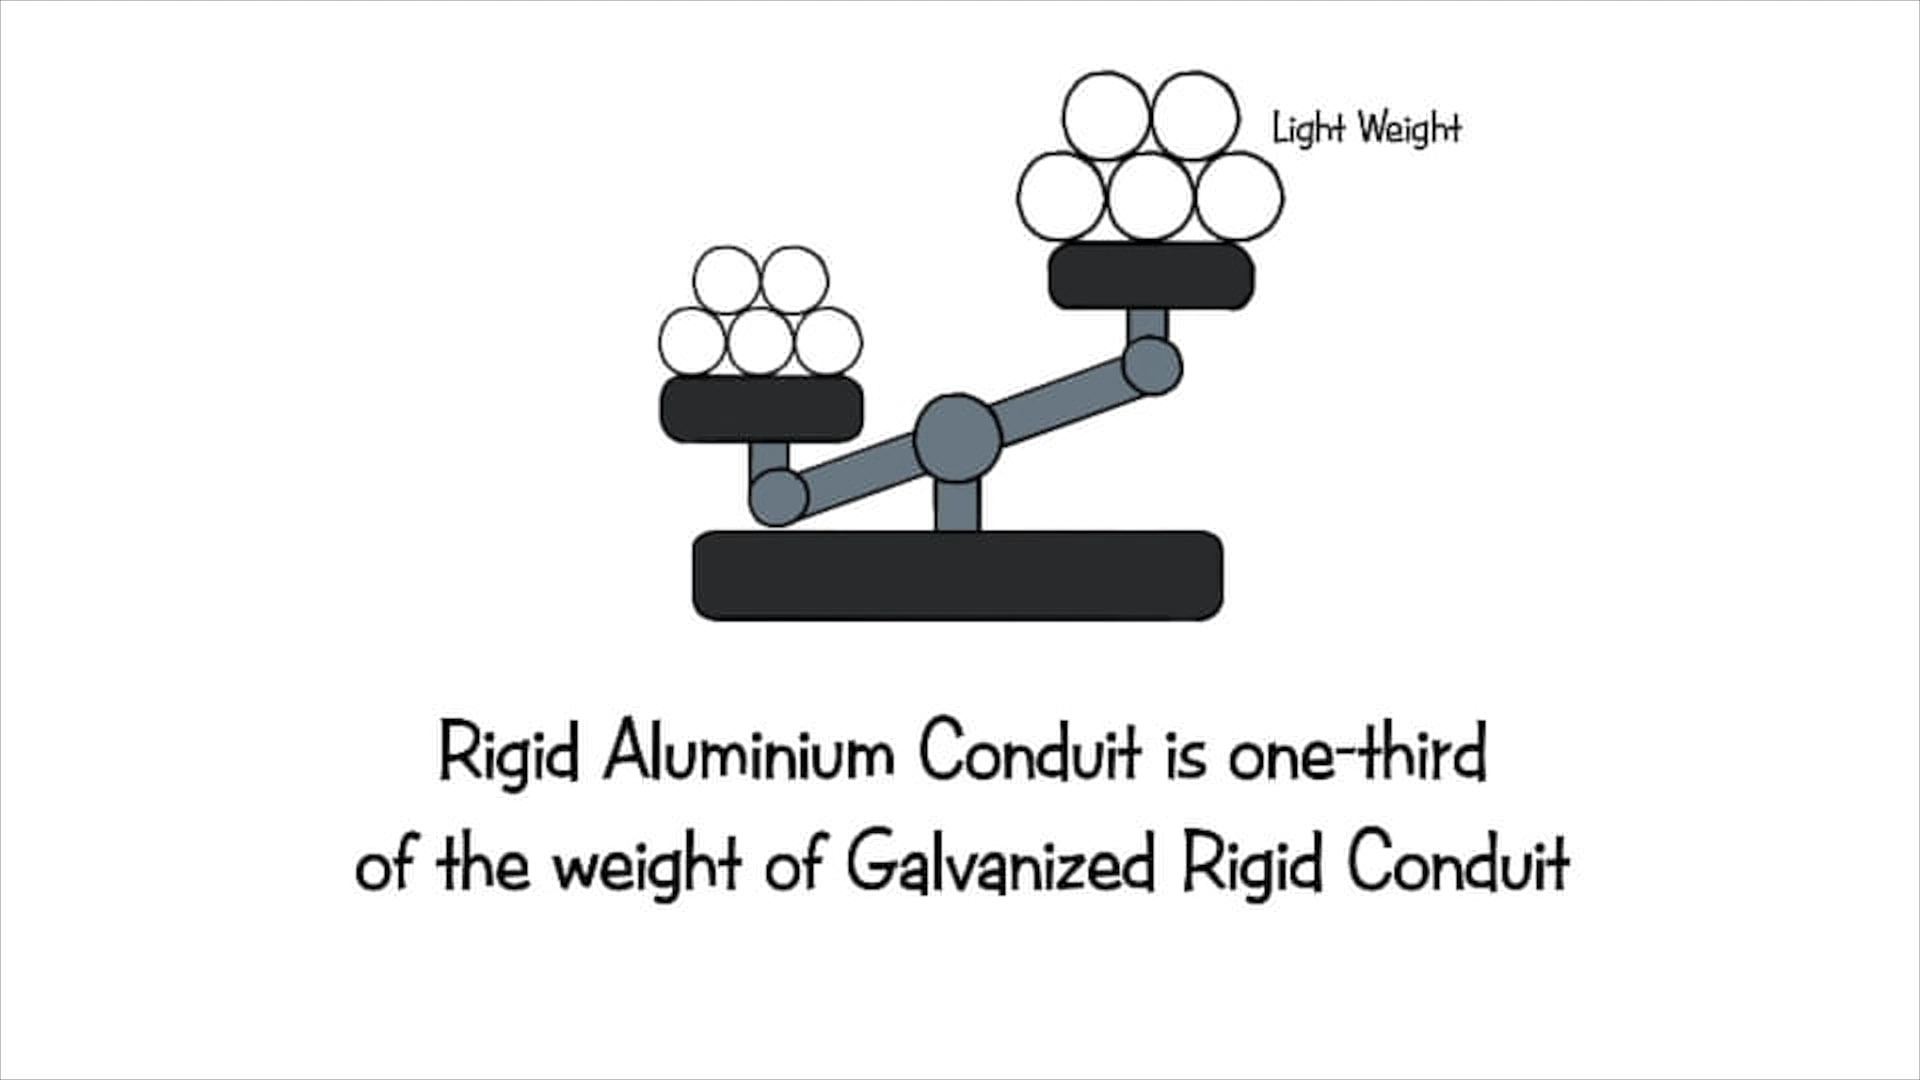 Light Weight
Rigid Aluminium Conduit is one-third
of the weight of Galvanized Rigid Conduit